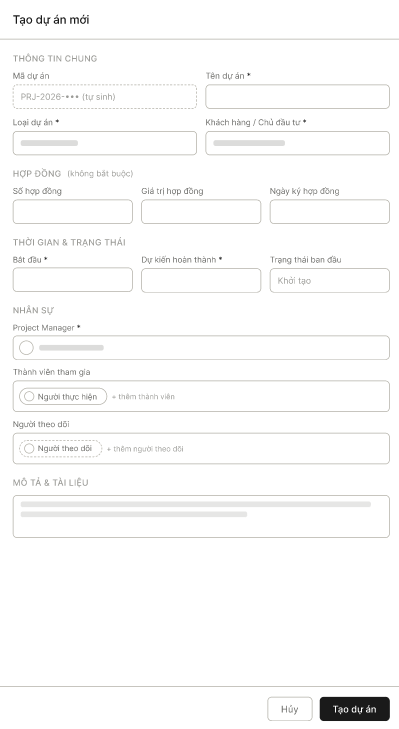 Tạo dự án mới
THÔNG TIN CHUNG
Mã dự án
Tên dự án *
PRJ-2026-••• (tự sinh)
Loại dự án *
Khách hàng / Chủ đầu tư *
HỢP ĐỒNG (không bắt buộc)
Số hợp đồng
Giá trị hợp đồng
Ngày ký hợp đồng
THỜI GIAN & TRẠNG THÁI
Bắt đầu *
Dự kiến hoàn thành *
Trạng thái ban đầu
Khởi tạo
NHÂN SỰ
Project Manager *
Thành viên tham gia
Người thực hiện + thêm thành viên
Người theo dõi
Người theo dõi + thêm người theo dõi
MÔ TẢ & TÀI LIỆU
Hủy
Tạo dự án